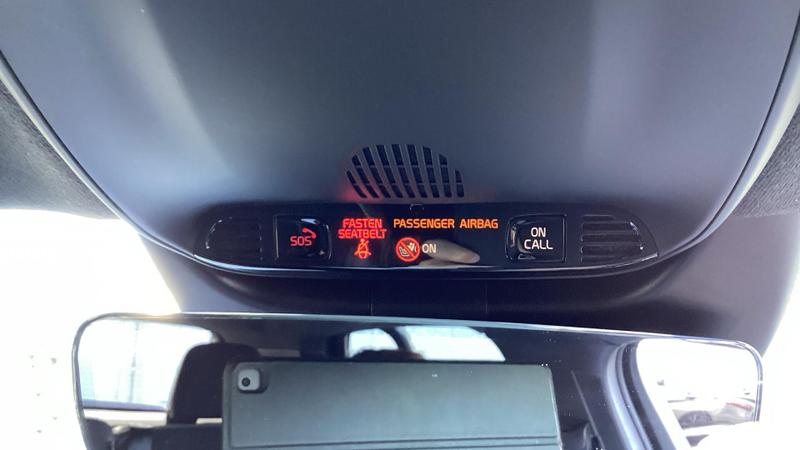 SOS
FASTEN
SEATBELT
PASSENGER AIRBAG
ON
ON
CALL